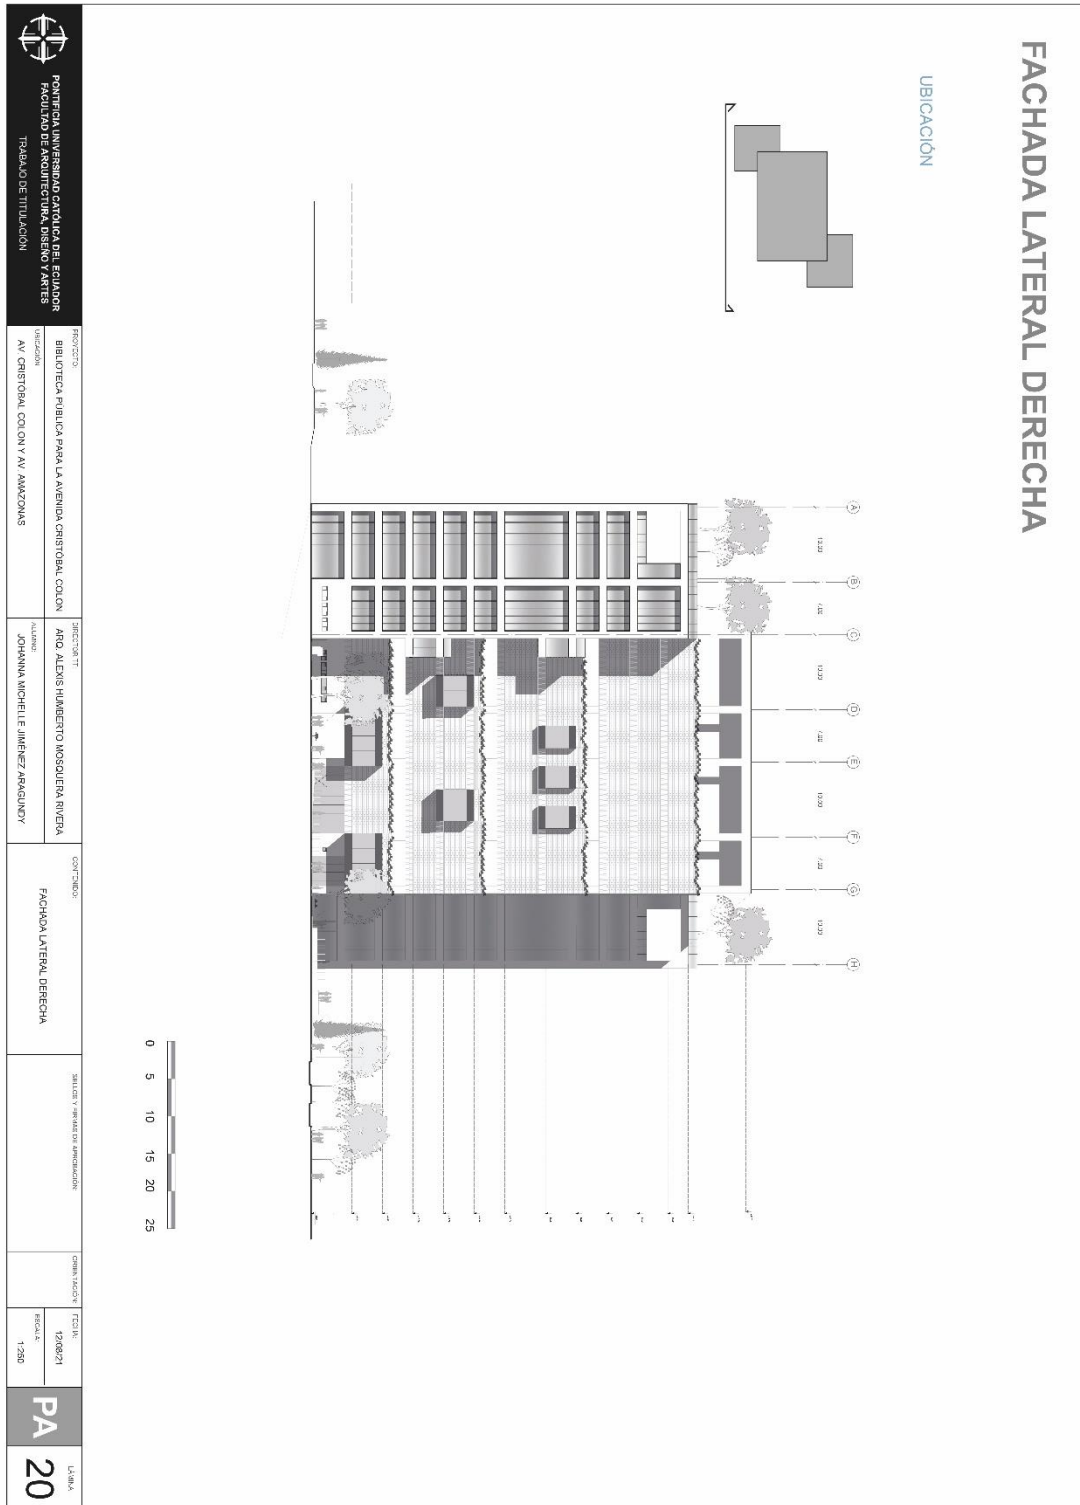 FACHADA LATERAL DERECHA
UBICACIÓN
A
B
C
D
E
F
G
H
0 5 10 15 20 25
PONTIFICIA UNIVERSIDAD CATÓLICA DEL ECUADOR
FACULTAD DE ARQUITECTURA, DISEÑO Y ARTES
TRABAJO DE TITULACIÓN
PROYECTO:
BIBLIOTECA PÚBLICA PARA LA AVENIDA CRISTÓBAL COLON
UBICACIÓN
AV. CRISTÓBAL COLON Y AV. AMAZONAS
DIRECTOR TT
ARQ. ALEXIS HUMBERTO MOSQUERA RIVERA
ALUMNO:
JOHANNA MICHELLE JIMÉNEZ ARAGUNDY
CONTENIDO:
FACHADA LATERAL DERECHA
SELLOS Y FIRMAS DE APROBACIÓN:
ORIENTACIÓN:
FECHA:
12/08/21
ESCALA:
1:250
PA
LÁMINA
20